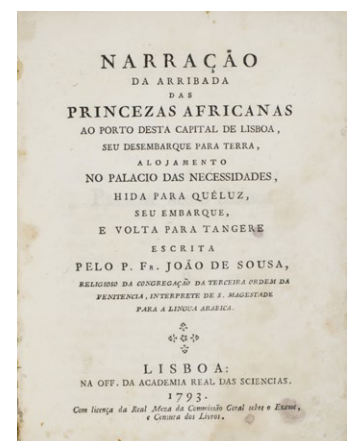 NARRAÇÃO
DA ARRIBADA
DAS
PRINCEZAS AFRICANAS
AO PORTO DESTA CAPITAL DE LISBOA,
SEU DESEMBARQUE PARA TERRA,
ALOJAMENTO
NO PALACIO DAS NECESSIDADES,
HIDA PARA QUÉLUZ,
SEU EMBARQUE,
E VOLTA PARA TANGERE
ESCRITA
PELO P. Fr. JOÃO DE SOUSA,
RELIGIOSO DA CONGREGAÇÃO DA TERCEIRA ORDEM DA
PENITENCIA, INTERPRETE DE S. MAGESTADE
PARA A LINGUA ARABICA.
LISBOA:
NA OFF. DA ACADEMIA REAL DAS SCIENCIAS.
1793.
Com licença da Real Meza da Commissão Geral sobre o Exame,
e Censura dos Livros.